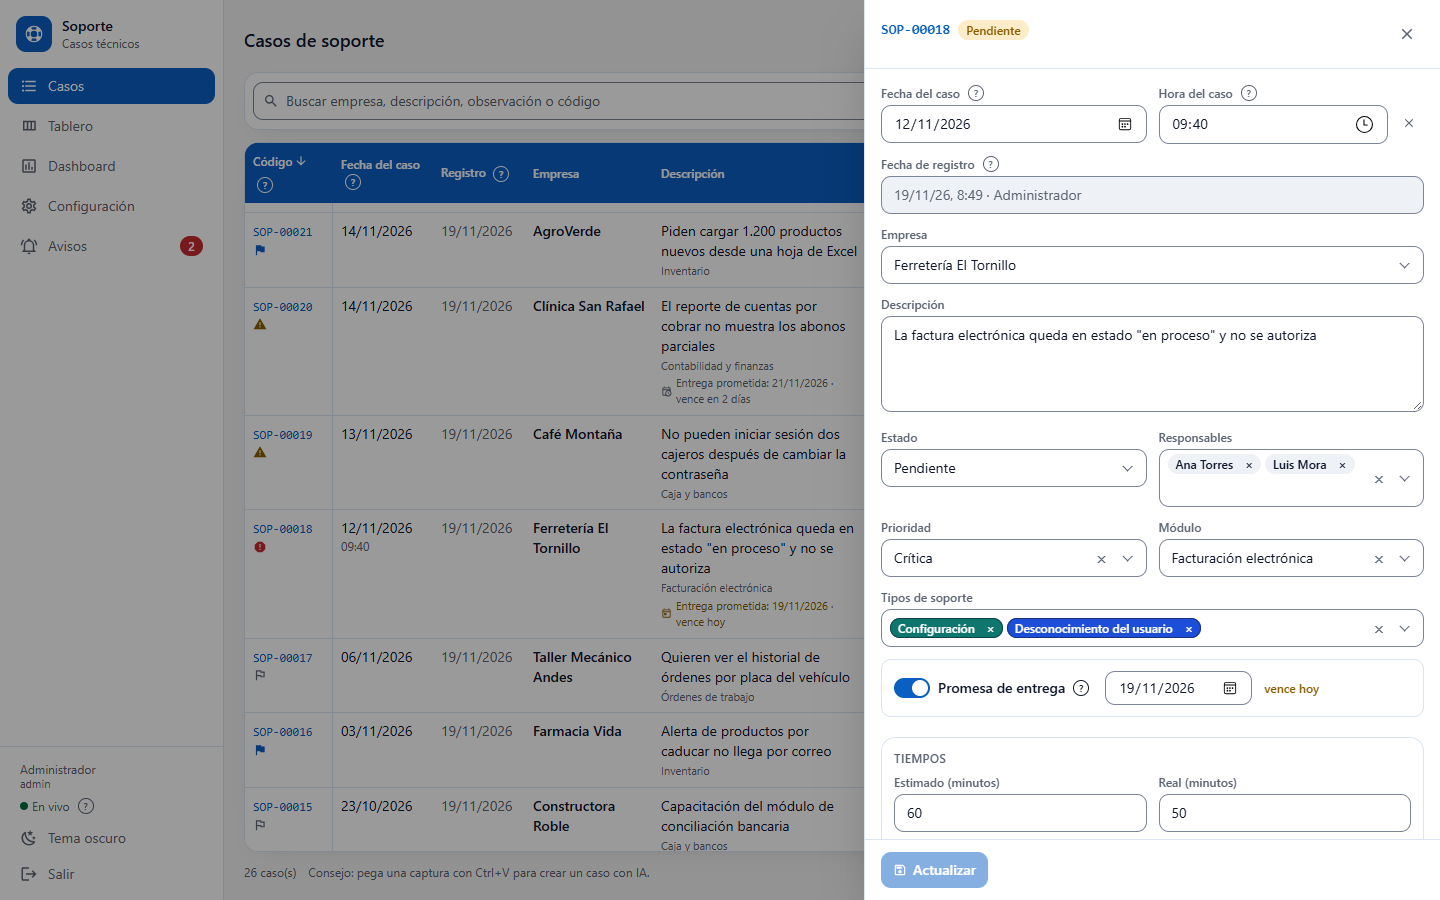 Soporte
Casos técnicos
Casos
Tablero
Dashboard
Configuración
Avisos
2
Administrador
admin
En vivo ?
Tema oscuro
Salir
Casos de soporte
Buscar empresa, descripción, observación o código
Código ↓ ?
Fecha del caso ?
Registro ?
Empresa
Descripción
SOP-00021
14/11/2026
19/11/2026
AgroVerde
Piden cargar 1.200 productos
nuevos desde una hoja de Excel
Inventario
SOP-00020
14/11/2026
19/11/2026
Clínica San Rafael
El reporte de cuentas por
cobrar no muestra los abonos
parciales
Contabilidad y finanzas
Entrega prometida: 21/11/2026 ·
vence en 2 días
SOP-00019
13/11/2026
19/11/2026
Café Montaña
No pueden iniciar sesión dos
cajeros después de cambiar la
contraseña
Caja y bancos
SOP-00018
12/11/2026
09:40
19/11/2026
Ferretería El
Tornillo
La factura electrónica queda en
estado "en proceso" y no se
autoriza
Facturación electrónica
Entrega prometida: 19/11/2026 ·
vence hoy
SOP-00017
06/11/2026
19/11/2026
Taller Mecánico
Andes
Quieren ver el historial de
órdenes por placa del vehículo
Órdenes de trabajo
SOP-00016
03/11/2026
19/11/2026
Farmacia Vida
Alerta de productos por
caducar no llega por correo
Inventario
SOP-00015
23/10/2026
19/11/2026
Constructora
Roble
Capacitación del módulo de
conciliación bancaria
Caja y bancos
26 caso(s)
Consejo: pega una captura con Ctrl+V para crear un caso con IA.
SOP-00018
Pendiente
Fecha del caso ?
Hora del caso ?
12/11/2026
09:40
Fecha de registro ?
19/11/26, 8:49 · Administrador
Empresa
Ferretería El Tornillo
Descripción
La factura electrónica queda en estado "en proceso" y no se autoriza
Estado
Responsables
Pendiente
Ana Torres ×
Luis Mora ×
Prioridad
Módulo
Crítica
Facturación electrónica
Tipos de soporte
Configuración ×
Desconocimiento del usuario ×
Promesa de entrega ?
19/11/2026
vence hoy
TIEMPOS
Estimado (minutos)
Real (minutos)
60
50
Actualizar